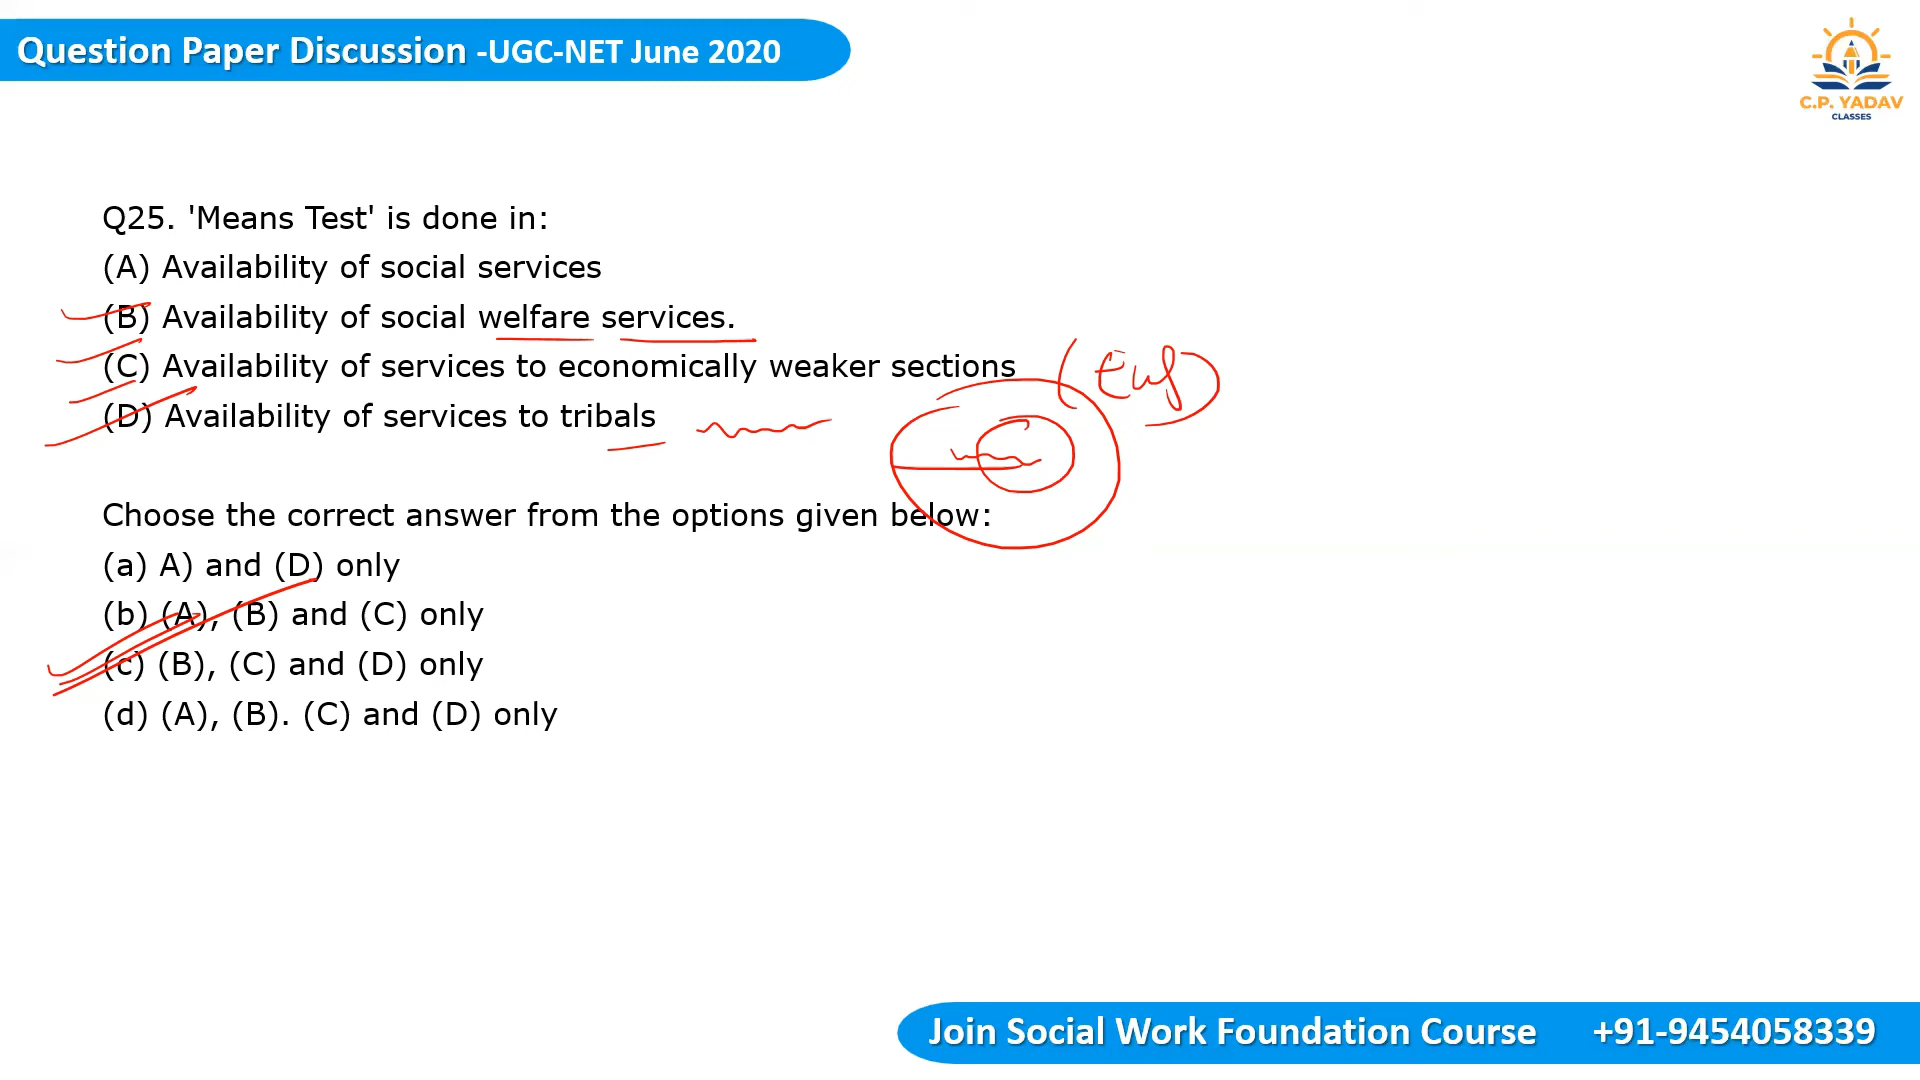 Question Paper Discussion -UGC-NET June 2020
C.P. YADAV
CLASSES
Q25. 'Means Test' is done in:
(A) Availability of social services
(B) Availability of social welfare services.
(C) Availability of services to economically weaker sections
(D) Availability of services to tribals
Choose the correct answer from the options given below:
(a) A) and (D) only
(b) (A), (B) and (C) only
(c) (B), (C) and (D) only
(d) (A), (B). (C) and (D) only
Join Social Work Foundation Course +91-9454058339